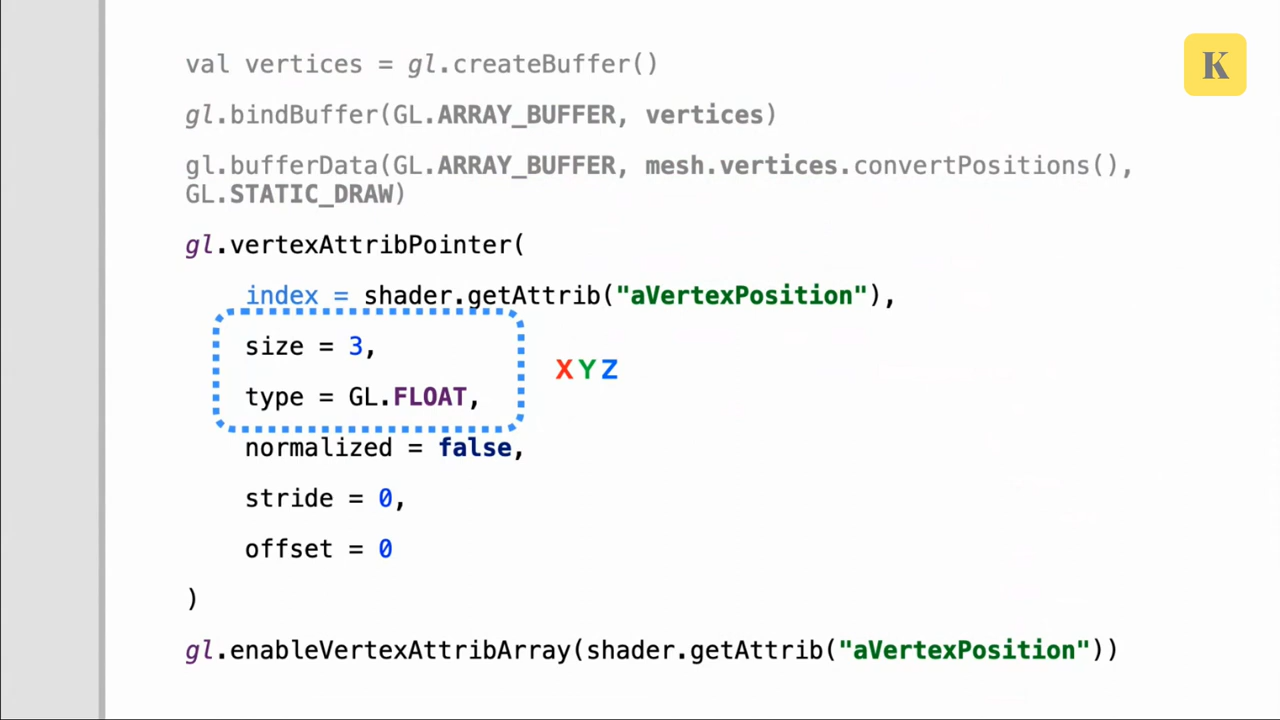 K
val vertices = gl.createBuffer()
gl.bindBuffer(GL.ARRAY_BUFFER, vertices)
gl.bufferData(GL.ARRAY_BUFFER, mesh.vertices.convertPositions(),
GL.STATIC_DRAW)
gl.vertexAttribPointer(
index = shader.getAttrib("aVertexPosition"),
size = 3,
X Y Z
type = GL.FLOAT,
normalized = false,
stride = 0,
offset = 0
)
gl.enableVertexAttribArray(shader.getAttrib("aVertexPosition"))